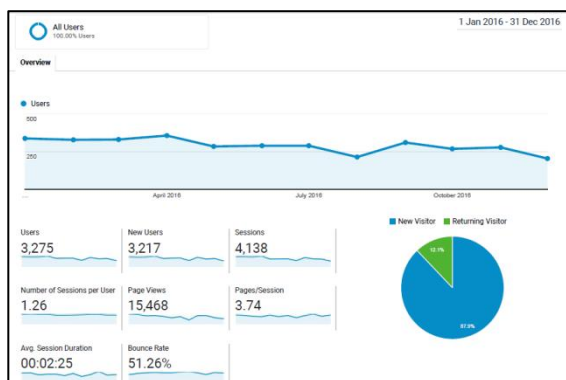 All Users
100.00% Users
1 Jan 2016 - 31 Dec 2016
Overview
Users
500
250
...
April 2016
July 2016
October 2016
Users
3,275
New Users
3,217
Sessions
4,138
Number of Sessions per User
1.26
Page Views
15,468
Pages/Session
3.74
Avg. Session Duration
00:02:25
Bounce Rate
51.26%
New Visitor
Returning Visitor
12.1%
87.9%